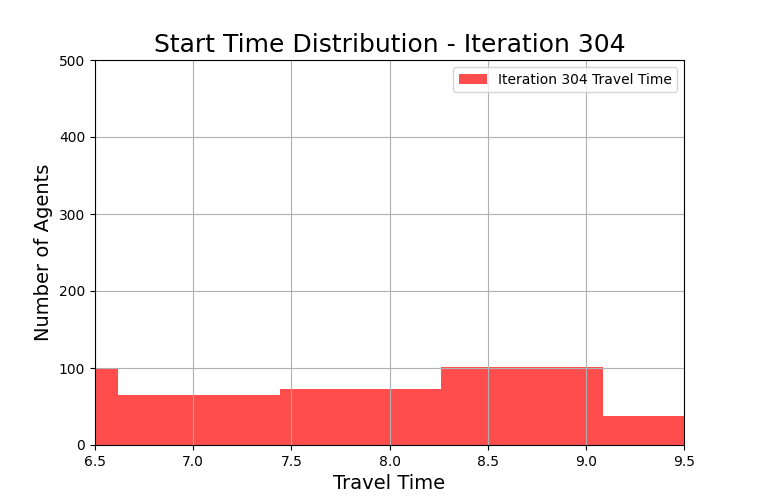 Start Time Distribution - Iteration 304
500
400
300
200
100
0
Number of Agents
Iteration 304 Travel Time
6.5 7.0 7.5 8.0 8.5 9.0 9.5
Travel Time